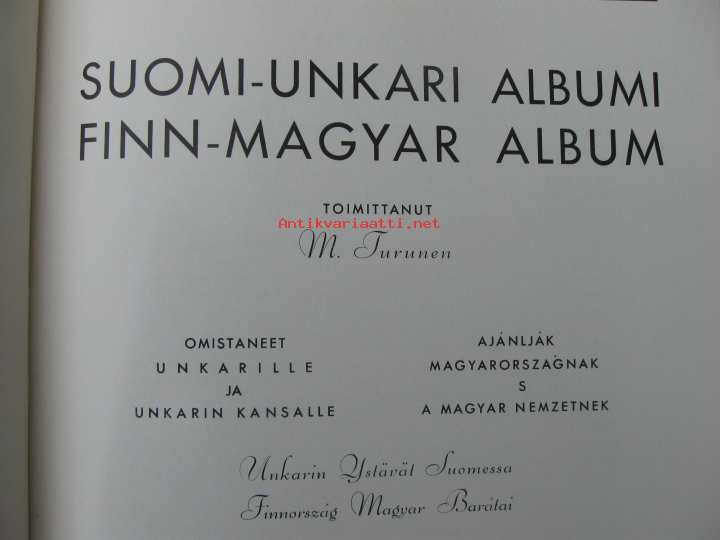 SUOMI-UNKARI ALBUMI
FINN-MAGYAR ALBUM
TOIMITTANUT
Antikvariaatti.net
M. Turunen
OMISTANEET
UNKARILLE
JA
UNKARIN KANSALLE
AJÁNLJÁK
MAGYARORSZÁGNAK
S
A MAGYAR NEMZETNEK
Unkarin Ystävät Suomessa
Finnország Magyar Barátai